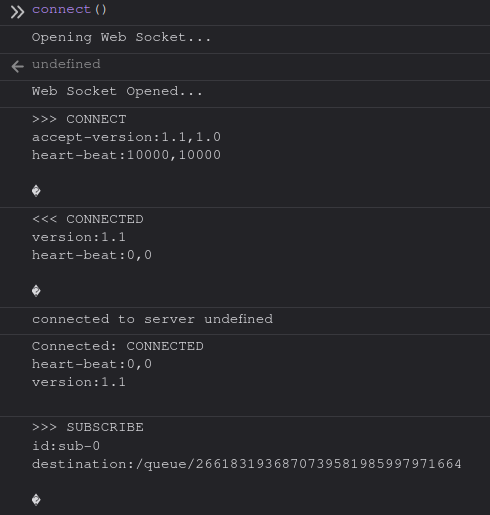 connect()
Opening Web Socket...
undefined
Web Socket Opened...
>>> CONNECT
accept-version:1.1,1.0
heart-beat:10000,10000
�
<<< CONNECTED
version:1.1
heart-beat:0,0
�
connected to server undefined
Connected: CONNECTED
heart-beat:0,0
version:1.1
>>> SUBSCRIBE
id:sub-0
destination:/queue/2661831936870739581985997971664
�